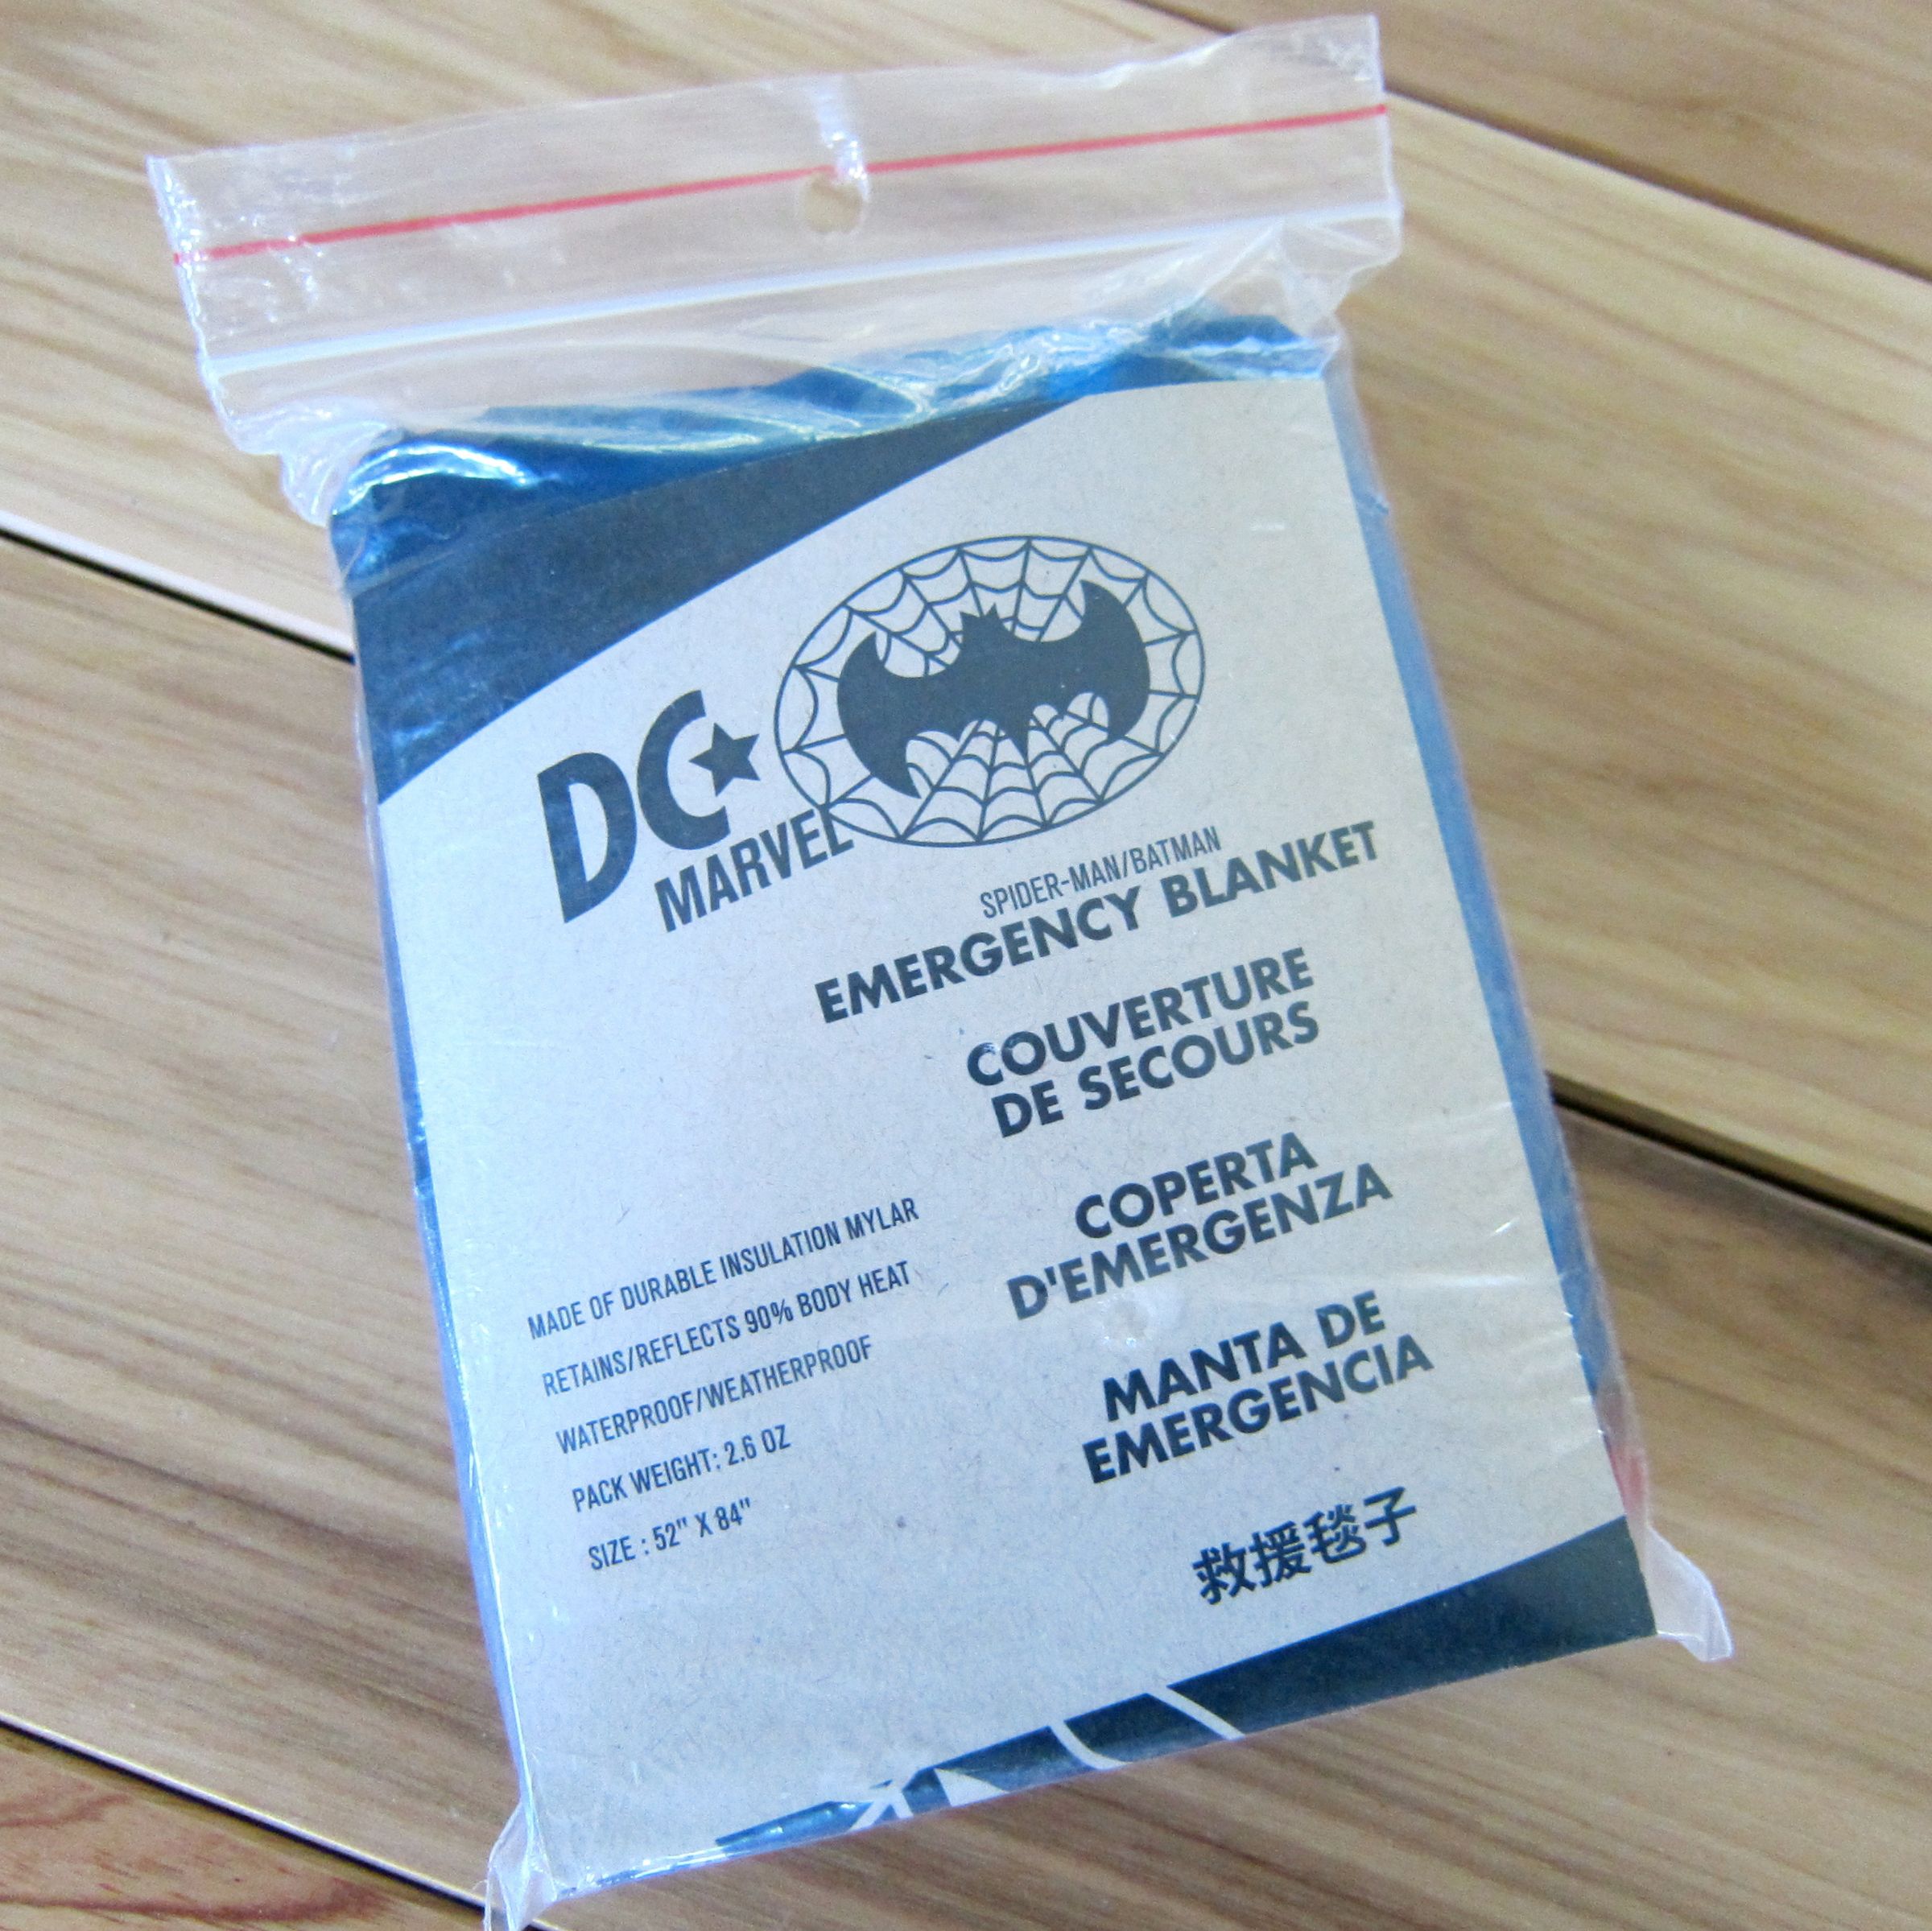 DC
MARVEL
SPIDER-MAN/BATMAN
EMERGENCY BLANKET
COUVERTURE
DE SECOURS
COPERTA
D'EMERGENZA
MANTA DE
EMERGENCIA
救援毯子
MADE OF DURABLE INSULATION MYLAR
RETAINS/REFLECTS 90% BODY HEAT
WATERPROOF/WEATHERPROOF
PACK WEIGHT: 2.6 OZ
SIZE : 52" X 84"